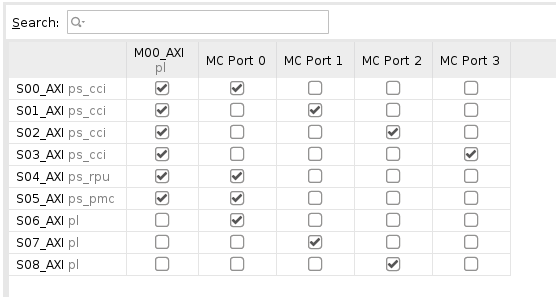 Search:
M00_AXI MC Port 0 MC Port 1 MC Port 2 MC Port 3
pl
S00_AXI ps_cci
S01_AXI ps_cci
S02_AXI ps_cci
S03_AXI ps_cci
S04_AXI ps_rpu
S05_AXI ps_pmc
S06_AXI pl
S07_AXI pl
S08_AXI pl